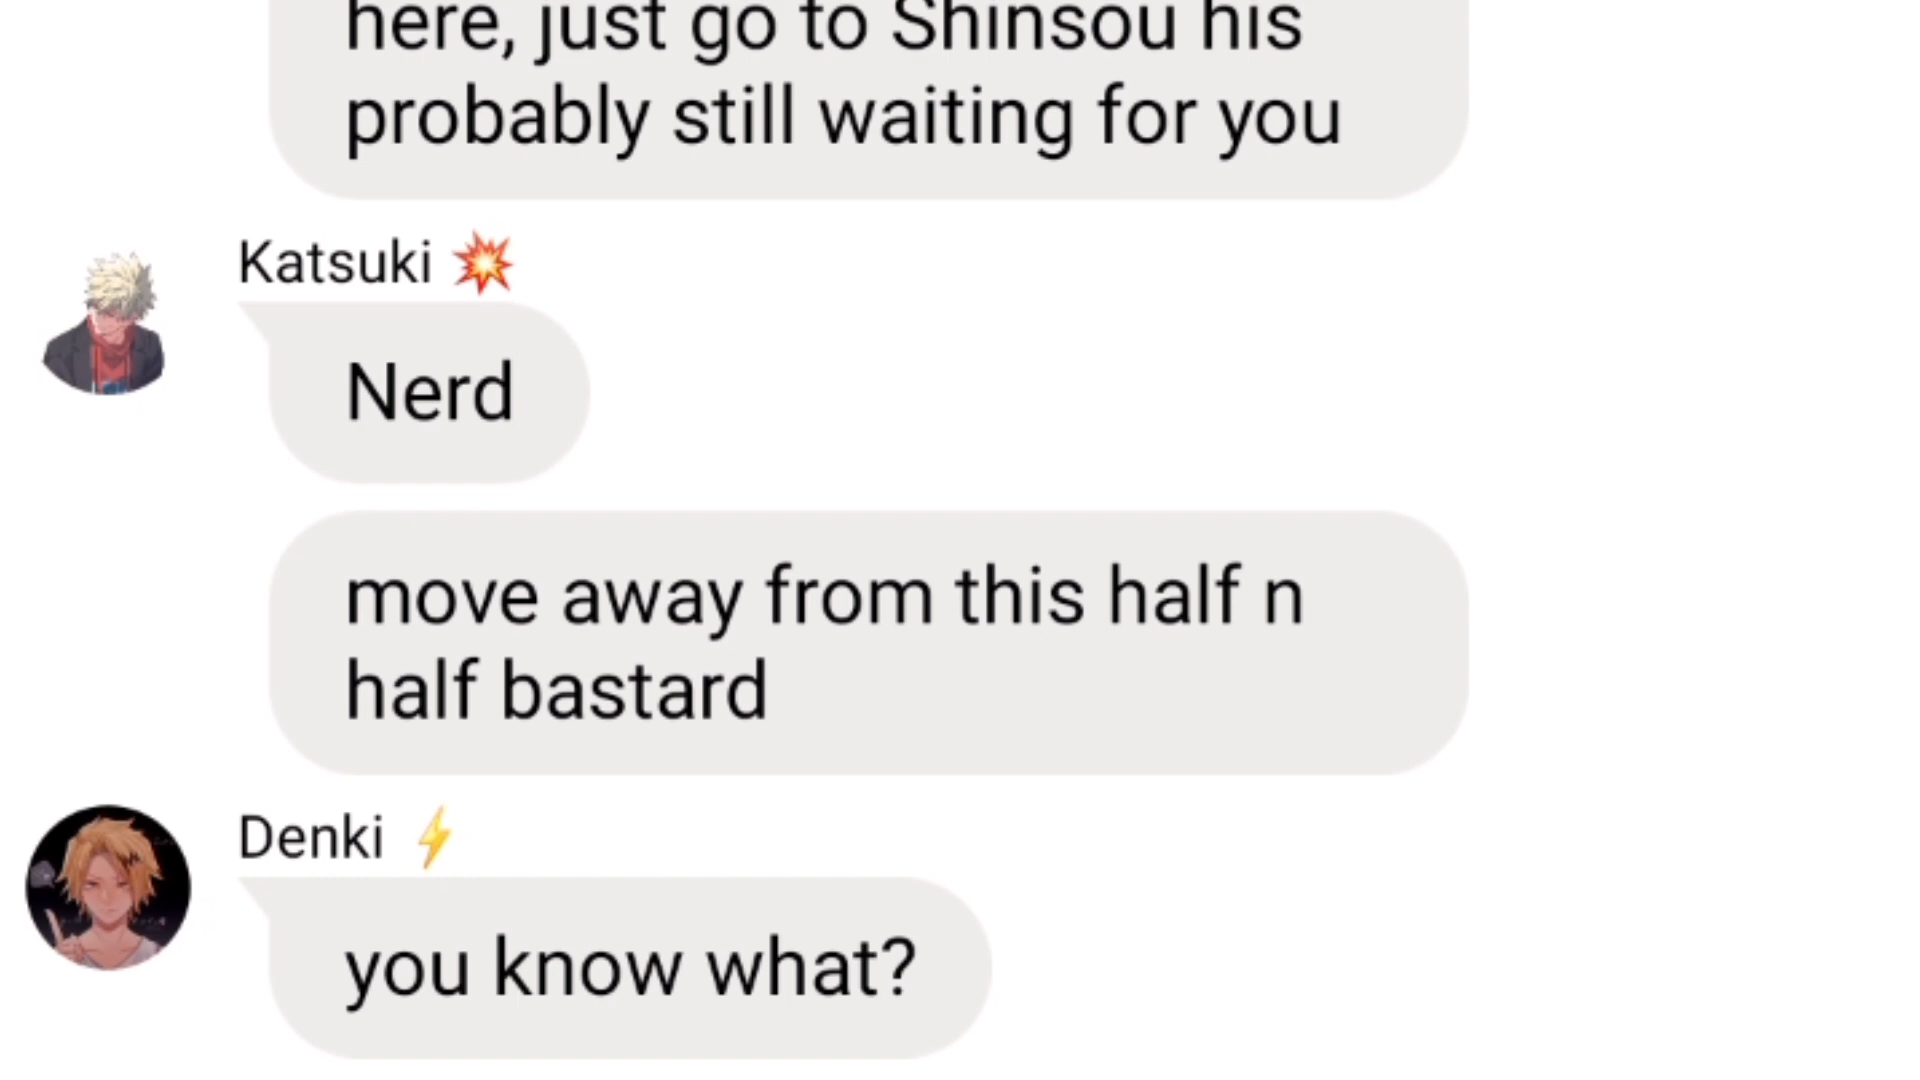 here, just go to Shinsou his
probably still waiting for you
Katsuki 💥
Nerd
move away from this half n
half bastard
Denki ⚡
you know what?